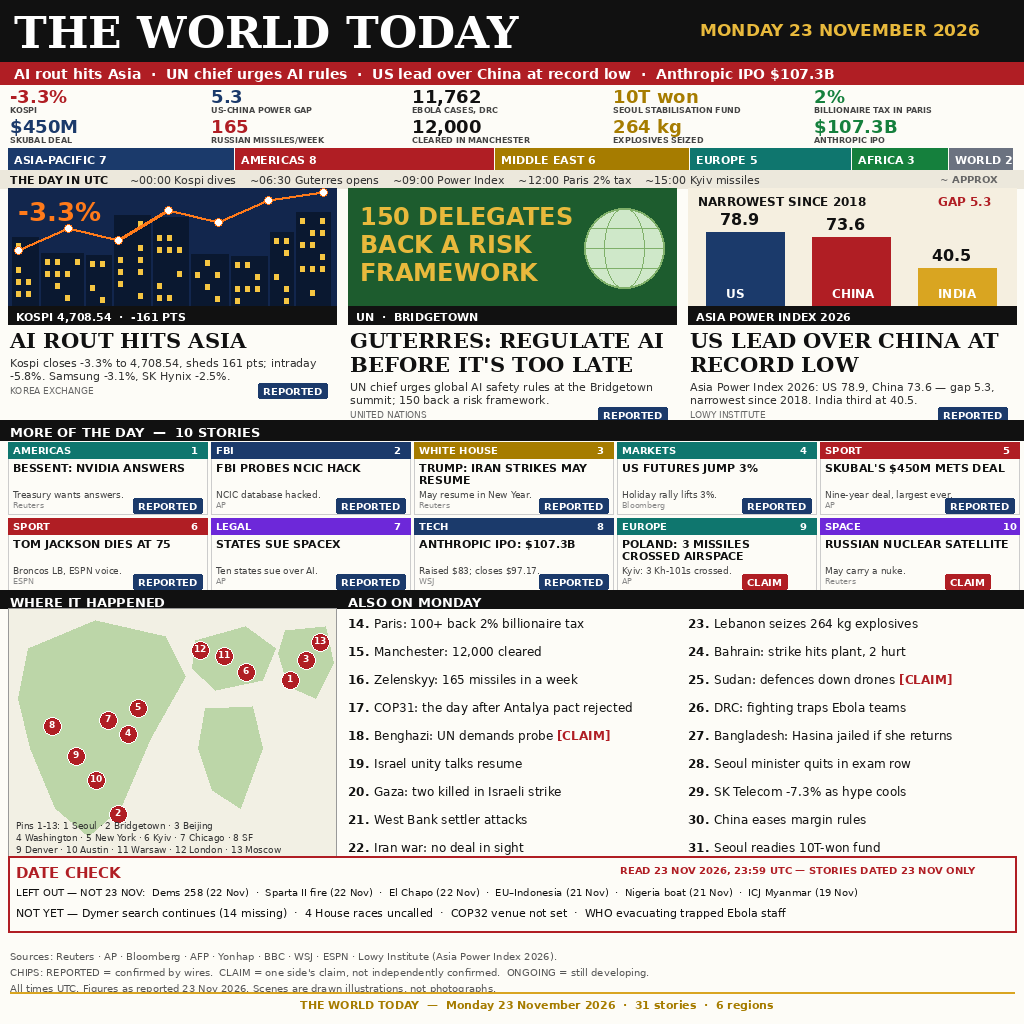 THE WORLD TODAY
MONDAY 23 NOVEMBER 2026
AI rout hits Asia · UN chief urges AI rules · US lead over China at record low · Anthropic IPO $107.3B
-3.3%
KOSPI
5.3
US-CHINA POWER GAP
11,762
EBOLA CASES, DRC
10T won
SEOUL STABILISATION FUND
2%
BILLIONAIRE TAX IN PARIS
$450M
SKUBAL DEAL
165
RUSSIAN MISSILES/WEEK
12,000
CLEARED IN MANCHESTER
264 kg
EXPLOSIVES SEIZED
$107.3B
ANTHROPIC IPO
ASIA-PACIFIC 7
AMERICAS 8
MIDDLE EAST 6
EUROPE 5
AFRICA 3
WORLD 2
THE DAY IN UTC ~00:00 Kospi dives ~06:30 Guterres opens ~09:00 Power Index ~12:00 Paris 2% tax ~15:00 Kyiv missiles ~ APPROX
-3.3%
KOSPI 4,708.54 · -161 PTS
AI ROUT HITS ASIA
Kospi closes -3.3% to 4,708.54, sheds 161 pts; intraday
-5.8%. Samsung -3.1%, SK Hynix -2.5%.
KOREA EXCHANGE
REPORTED
150 DELEGATES
BACK A RISK
FRAMEWORK
UN · BRIDGETOWN
GUTERRES: REGULATE AI
BEFORE IT'S TOO LATE
UN chief urges global AI safety rules at the Bridgetown
summit; 150 back a risk framework.
UNITED NATIONS
REPORTED
NARROWEST SINCE 2018
GAP 5.3
78.9
73.6
40.5
US
CHINA
INDIA
ASIA POWER INDEX 2026
US LEAD OVER CHINA AT
RECORD LOW
Asia Power Index 2026: US 78.9, China 73.6 — gap 5.3,
narrowest since 2018. India third at 40.5.
LOWY INSTITUTE
REPORTED
MORE OF THE DAY — 10 STORIES
AMERICAS 1
BESSENT: NVIDIA ANSWERS
Treasury wants answers.
Reuters
REPORTED
FBI 2
FBI PROBES NCIC HACK
NCIC database hacked.
AP
REPORTED
WHITE HOUSE 3
TRUMP: IRAN STRIKES MAY
RESUME
May resume in New Year.
Reuters
REPORTED
MARKETS 4
US FUTURES JUMP 3%
Holiday rally lifts 3%.
Bloomberg
REPORTED
SPORT 5
SKUBAL'S $450M METS DEAL
Nine-year deal, largest ever.
AP
REPORTED
SPORT 6
TOM JACKSON DIES AT 75
Broncos LB, ESPN voice.
ESPN
REPORTED
LEGAL 7
STATES SUE SPACEX
Ten states sue over AI.
AP
REPORTED
TECH 8
ANTHROPIC IPO: $107.3B
Raised $83; closes $97.17.
WSJ
REPORTED
EUROPE 9
POLAND: 3 MISSILES
CROSSED AIRSPACE
Kyiv: 3 Kh-101s crossed.
AP
CLAIM
SPACE 10
RUSSIAN NUCLEAR SATELLITE
May carry a nuke.
Reuters
CLAIM
WHERE IT HAPPENED
12
11
6
13
3
1
5
7
4
8
9
10
2
Pins 1-13: 1 Seoul · 2 Bridgetown · 3 Beijing
4 Washington · 5 New York · 6 Kyiv · 7 Chicago · 8 SF
9 Denver · 10 Austin · 11 Warsaw · 12 London · 13 Moscow
ALSO ON MONDAY
14. Paris: 100+ back 2% billionaire tax
15. Manchester: 12,000 cleared
16. Zelenskyy: 165 missiles in a week
17. COP31: the day after Antalya pact rejected
18. Benghazi: UN demands probe [CLAIM]
19. Israel unity talks resume
20. Gaza: two killed in Israeli strike
21. West Bank settler attacks
22. Iran war: no deal in sight
23. Lebanon seizes 264 kg explosives
24. Bahrain: strike hits plant, 2 hurt
25. Sudan: defences down drones [CLAIM]
26. DRC: fighting traps Ebola teams
27. Bangladesh: Hasina jailed if she returns
28. Seoul minister quits in exam row
29. SK Telecom -7.3% as hype cools
30. China eases margin rules
31. Seoul readies 10T-won fund
DATE CHECK
READ 23 NOV 2026, 23:59 UTC — STORIES DATED 23 NOV ONLY
LEFT OUT — NOT 23 NOV: Dems 258 (22 Nov) · Sparta II fire (22 Nov) · El Chapo (22 Nov) · EU–Indonesia (21 Nov) · Nigeria boat (21 Nov) · ICJ Myanmar (19 Nov)
NOT YET — Dymer search continues (14 missing) · 4 House races uncalled · COP32 venue not set · WHO evacuating trapped Ebola staff
Sources: Reuters · AP · Bloomberg · AFP · Yonhap · BBC · WSJ · ESPN · Lowy Institute (Asia Power Index 2026).
CHIPS: REPORTED = confirmed by wires. CLAIM = one side's claim, not independently confirmed. ONGOING = still developing.
All times UTC. Figures as reported 23 Nov 2026. Scenes are drawn illustrations, not photographs.
THE WORLD TODAY — Monday 23 November 2026 · 31 stories · 6 regions